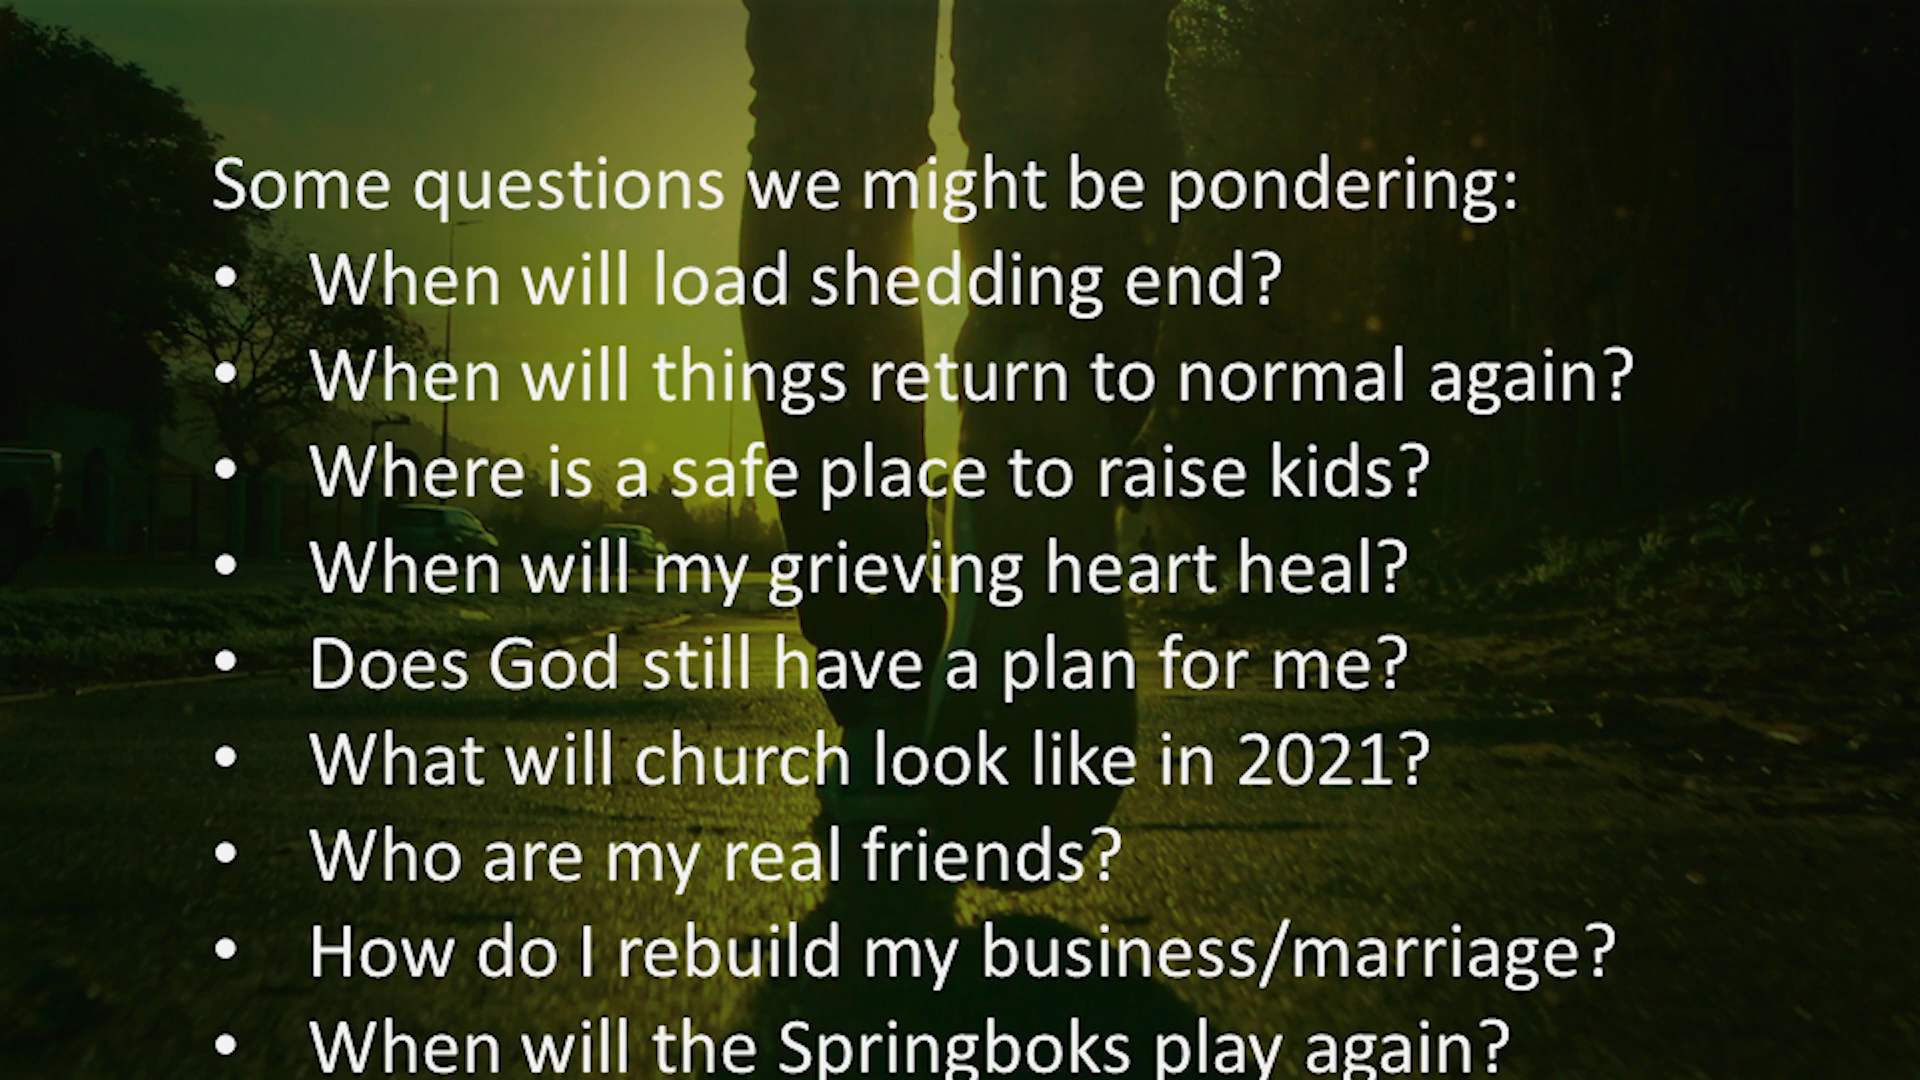 Some questions we might be pondering:
• When will load shedding end?
• When will things return to normal again?
• Where is a safe place to raise kids?
• When will my grieving heart heal?
• Does God still have a plan for me?
• What will church look like in 2021?
• Who are my real friends?
• How do I rebuild my business/marriage?
• When will the Springboks play again?